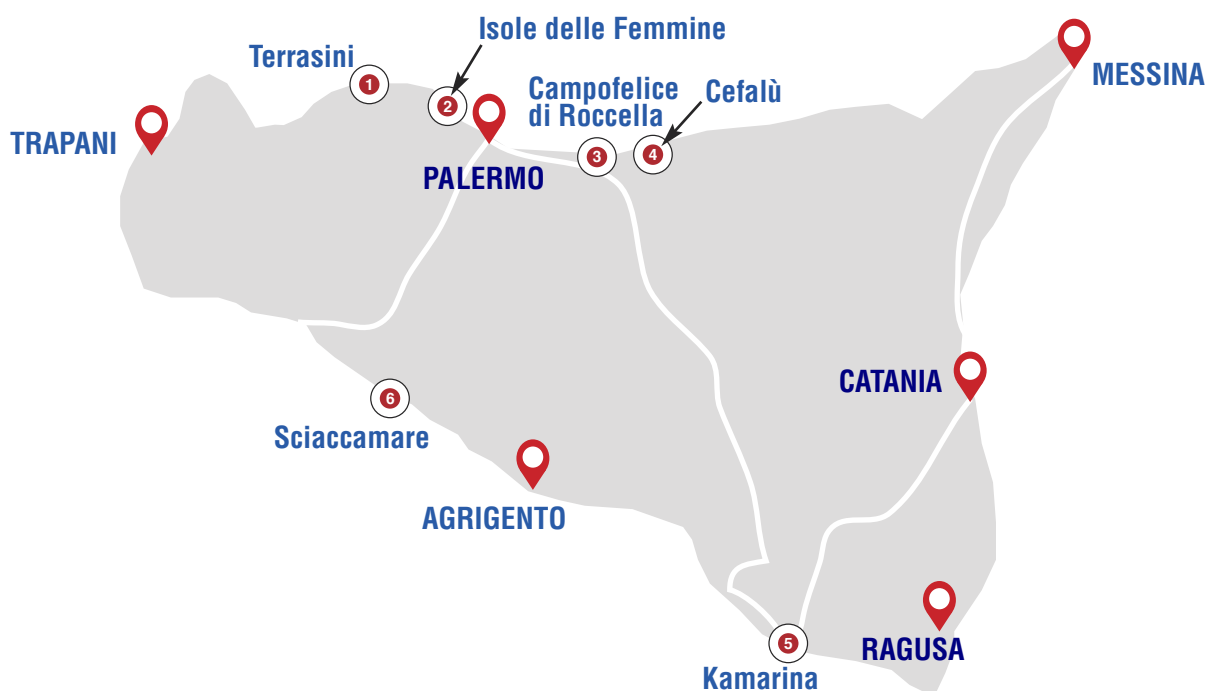 Isole delle Femmine
Terrasini
1
2
Campofelice
di Roccella
Cefalù
MESSINA
TRAPANI
3
4
PALERMO
CATANIA
6
Sciaccamare
AGRIGENTO
5
RAGUSA
Kamarina